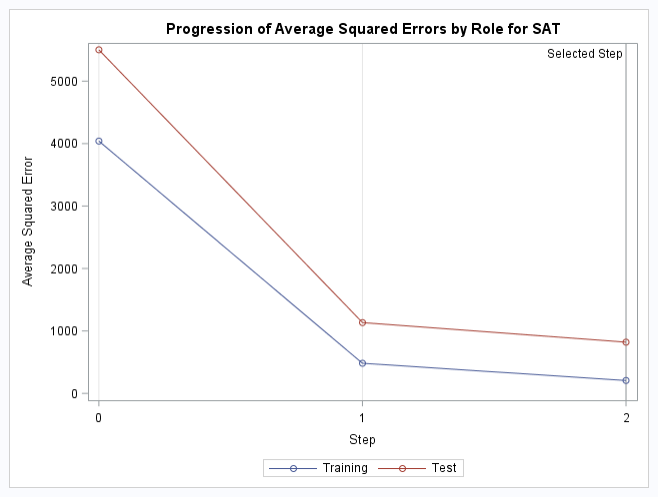 Progression of Average Squared Errors by Role for SAT
Selected Step
5000
4000
3000
2000
1000
0
Average Squared Error
0 1 2
Step
Training Test